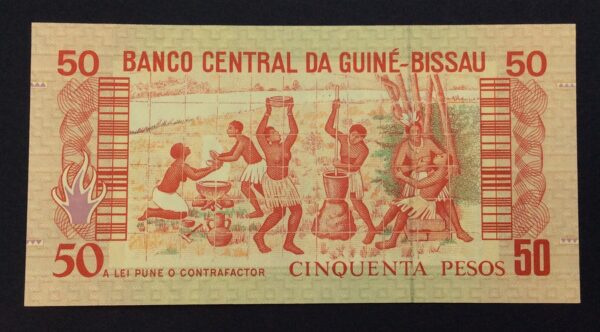 50 BANCO CENTRAL DA GUINÉ-BISSAU 50
50 A LEI PUNE O CONTRAFACTOR CINQUENTA PESOS 50